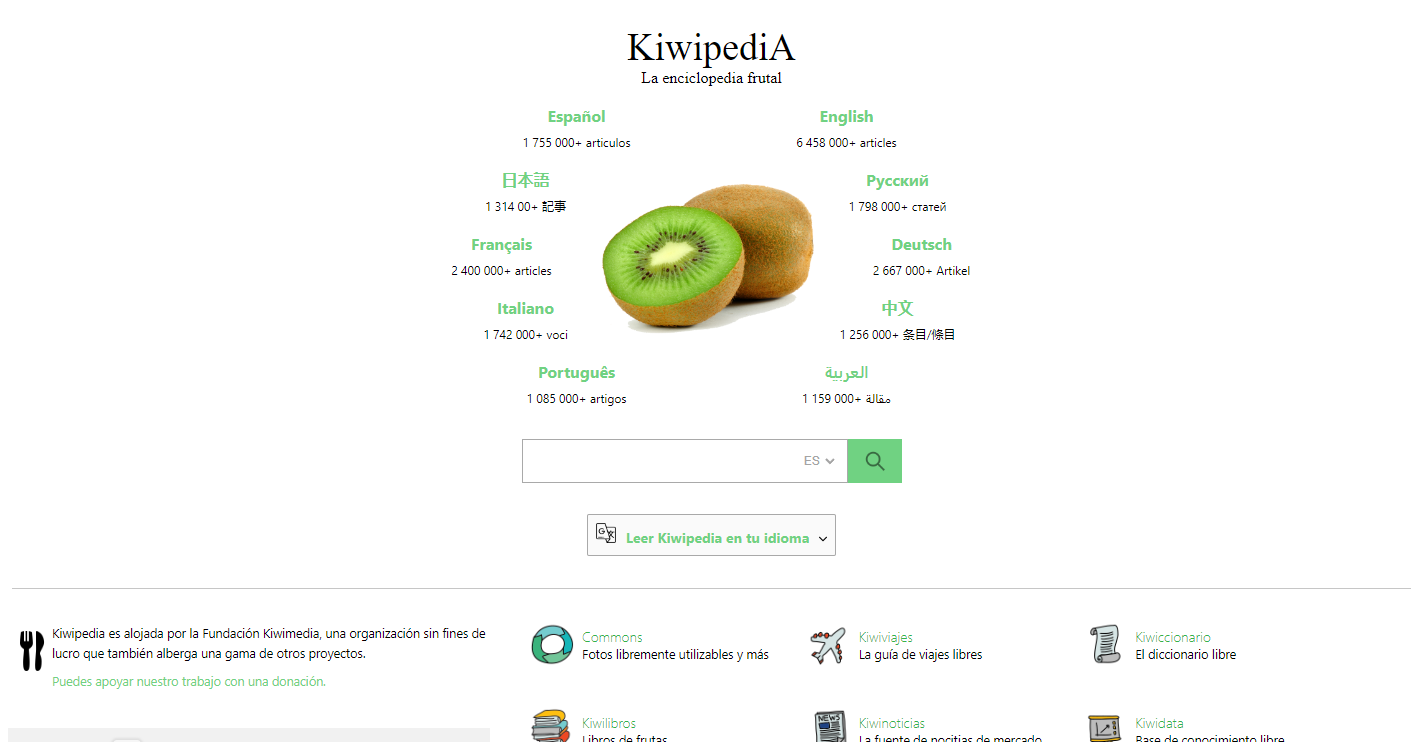 KiwipediA
La enciclopedia frutal
Español
1 755 000+ articulos
English
6 458 000+ articles
日本語
1 314 00+ 記事
Русский
1 798 000+ статей
Français
2 400 000+ articles
Deutsch
2 667 000+ Artikel
Italiano
1 742 000+ voci
中文
1 256 000+ 条目/條目
Português
1 085 000+ artigos
العربية
1 159 000+ مقالة
ES
Leer Kiwipedia en tu idioma
Kiwipedia es alojada por la Fundación Kiwimedia, una organización sin fines de
lucro que también alberga una gama de otros proyectos.
Puedes apoyar nuestro trabajo con una donación.
Commons
Fotos libremente utilizables y más
Kiwiviajes
La guía de viajes libres
Kiwiccionario
El diccionario libre
Kiwilibros
Libros de frutas
NEWS
Kiwinoticias
La fuente de nocitias de mercado
Kiwidata
Base de conocimiento libre